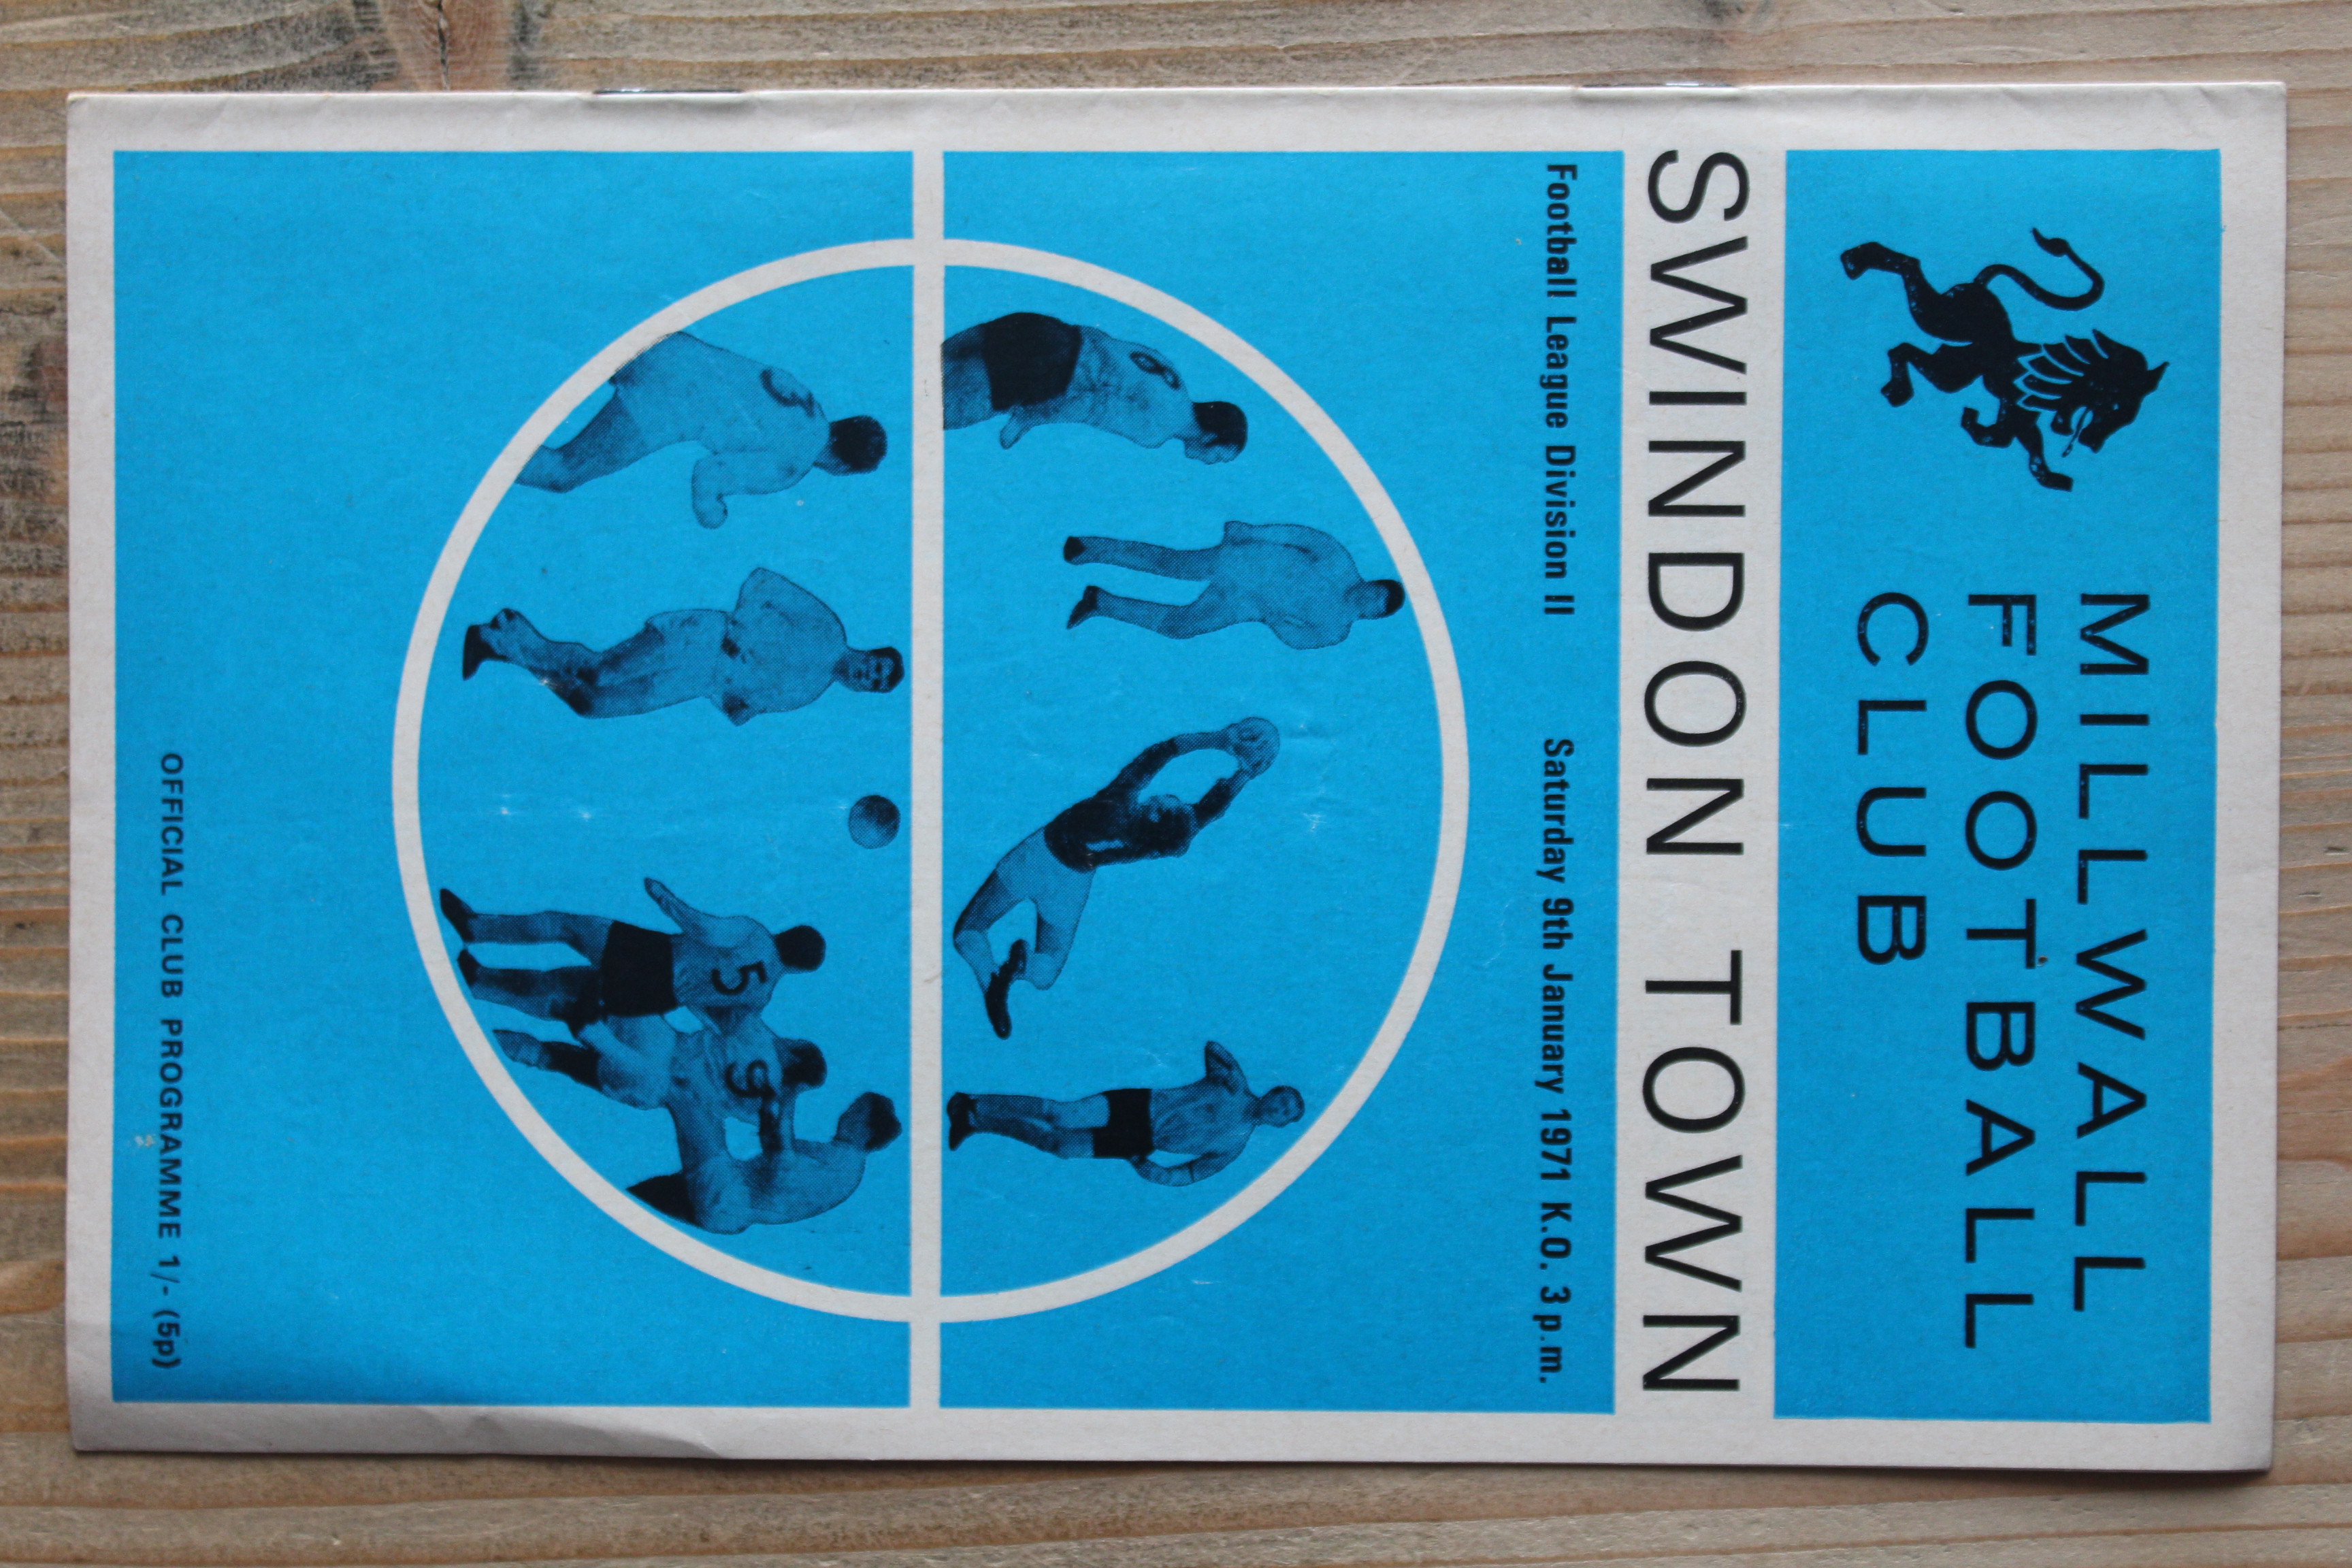 MILLWALL
FOOTBALL
CLUB
SWINDON TOWN
Football League Division II Saturday 9th January 1971 K.O. 3 p.m.
8
5
9
OFFICIAL CLUB PROGRAMME 1/- (5p)